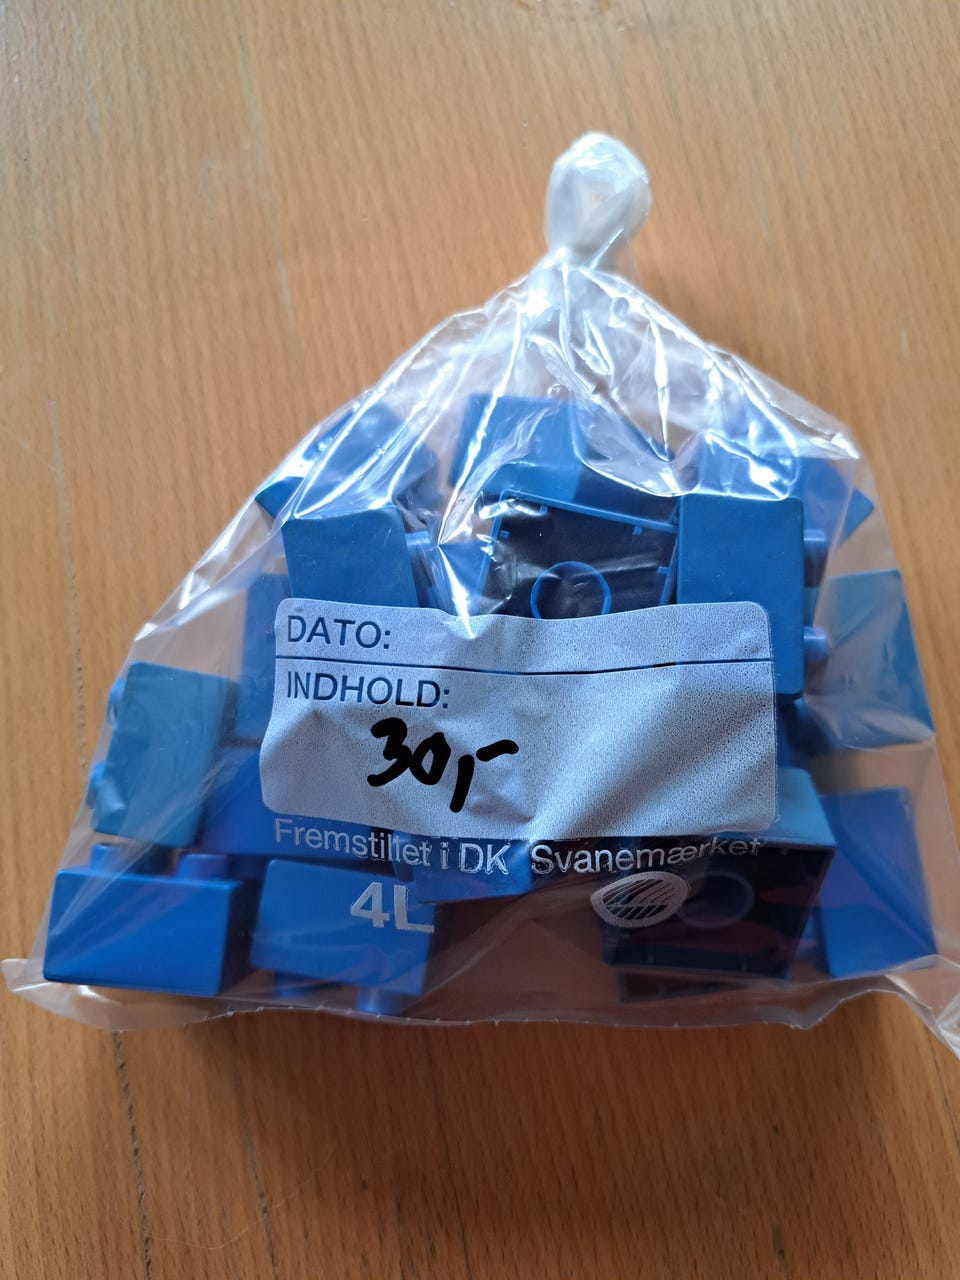 DATO:
INDHOLD:
30,-
Fremstillet i DK Svanemærket
4L